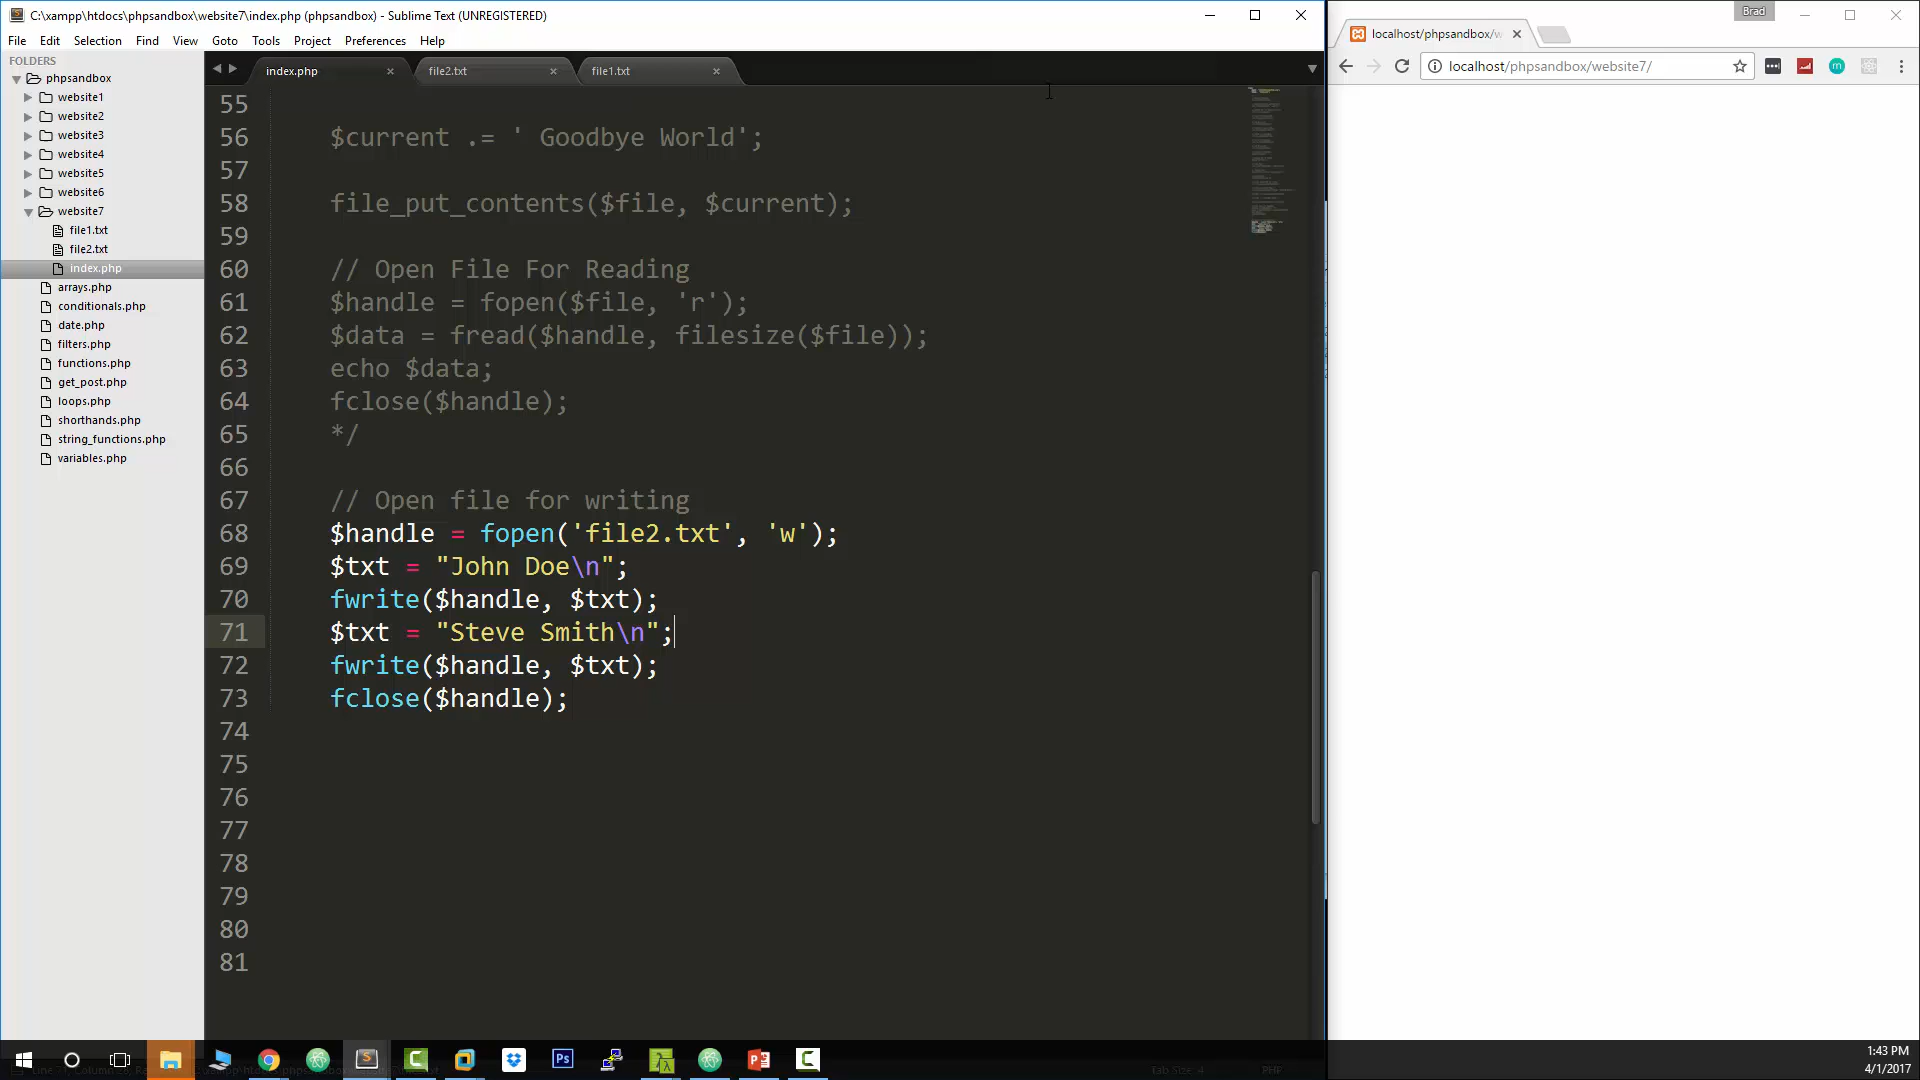 C:\xampp\htdocs\phpsandbox\website7\index.php (phpsandbox) - Sublime Text (UNREGISTERED)
File Edit Selection Find View Goto Tools Project Preferences Help
FOLDERS
phpsandbox
website1
website2
website3
website4
website5
website6
website7
file1.txt
file2.txt
index.php
arrays.php
conditionals.php
date.php
filters.php
functions.php
get_post.php
loops.php
shorthands.php
string_functions.php
variables.php
index.php file2.txt file1.txt
55
56 $current .= ' Goodbye World';
57
58 file_put_contents($file, $current);
59
60 // Open File For Reading
61 $handle = fopen($file, 'r');
62 $data = fread($handle, filesize($file));
63 echo $data;
64 fclose($handle);
65 */
66
67 // Open file for writing
68 $handle = fopen('file2.txt', 'w');
69 $txt = "John Doe\n";
70 fwrite($handle, $txt);
71 $txt = "Steve Smith\n";
72 fwrite($handle, $txt);
73 fclose($handle);
74
75
76
77
78
79
80
81
Brad
localhost/phpsandbox/w
localhost/phpsandbox/website7/
Ps
Tab Size: 4 PHP
1:43 PM
4/1/2017